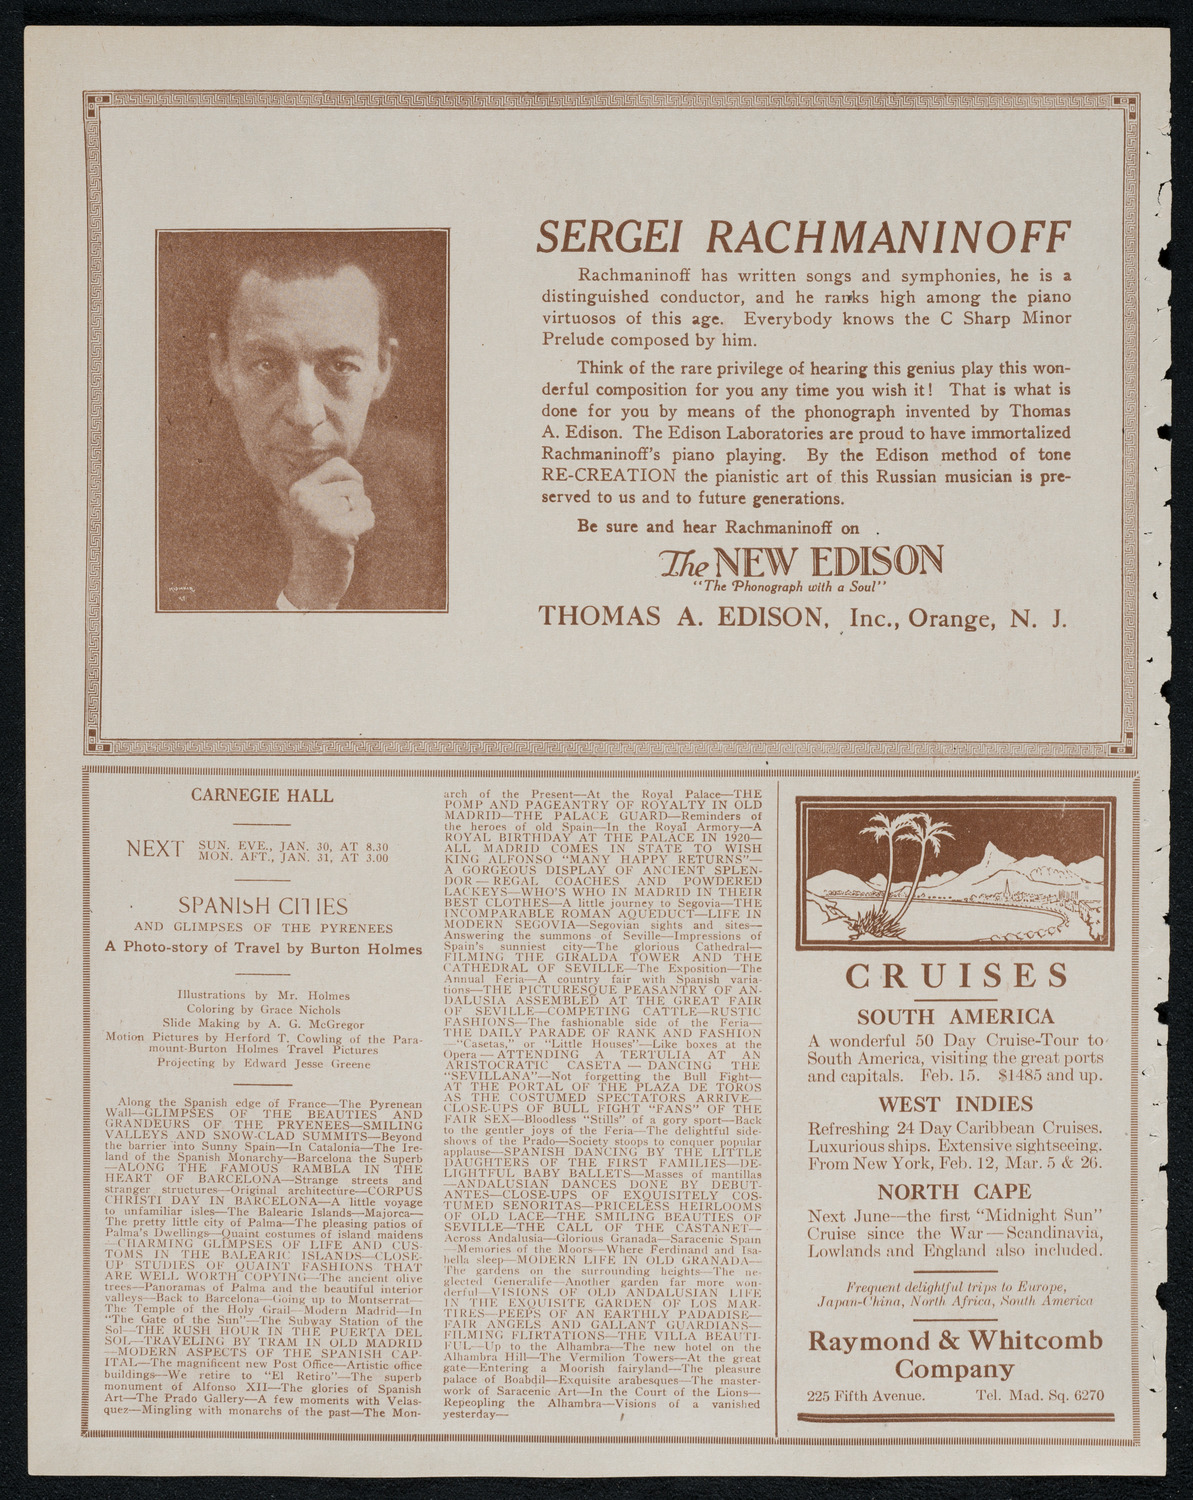 SERGEI RACHMANINOFF
Rachmaninoff has written songs and symphonies, he is a
distinguished conductor, and he ranks high among the piano
virtuosos of this age. Everybody knows the C Sharp Minor
Prelude composed by him.
Think of the rare privilege of hearing this genius play this won-
derful composition for you any time you wish it! That is what is
done for you by means of the phonograph invented by Thomas
A. Edison. The Edison Laboratories are proud to have immortalized
Rachmaninoff's piano playing. By the Edison method of tone
RE-CREATION the pianistic art of this Russian musician is pre-
served to us and to future generations.
Be sure and hear Rachmaninoff on
The NEW EDISON
"The Phonograph with a Soul"
THOMAS A. EDISON, Inc., Orange, N. J.
CARNEGIE HALL
NEXT SUN. EVE., JAN. 30, AT 8.30
MON. AFT., JAN. 31, AT 3.00
SPANISH CITIES
AND GLIMPSES OF THE PYRENEES
A Photo-story of Travel by Burton Holmes
Illustrations by Mr. Holmes
Coloring by Grace Nichols
Slide Making by A. G. McGregor
Motion Pictures by Herford T. Cowling of the Para-
mount-Burton Holmes Travel Pictures
Projecting by Edward Jesse Greene
Along the Spanish edge of France—The Pyrenean
Wall—GLIMPSES OF THE BEAUTIES AND
GRANDEURS OF THE PRYENEES—SMILING
VALLEYS AND SNOW-CLAD SUMMITS—Beyond
the barrier into Sunny Spain—In Catalonia—The Ire-
land of the Spanish Monarchy—Barcelona the Superb
—ALONG THE FAMOUS RAMBLA IN THE
HEART OF BARCELONA—Strange streets and
stranger structures—Original architecture—CORPUS
CHRISTI DAY IN BARCELONA—A little voyage
to unfamiliar isles—The Balearic Islands—Majorca—
The pretty little city of Palma—The pleasing patios of
Palma's Dwellings—Quaint costumes of island maidens
—CHARMING GLIMPSES OF LIFE AND CUS-
TOMS IN THE BALEARIC ISLANDS—CLOSE-
UP STUDIES OF QUAINT FASHIONS THAT
ARE WELL WORTH COPYING—The ancient olive
trees—Panoramas of Palma and the beautiful interior
valleys—Back to Barcelona—Going up to Montserrat—
The Temple of the Holy Grail—Modern Madrid—In
"The Gate of the Sun"—The Subway Station of the
Sol—THE RUSH HOUR IN THE PUERTA DEL
SOL—TRAVELING BY TRAM IN OLD MADRID
—MODERN ASPECTS OF THE SPANISH CAP-
ITAL—The magnificent new Post Office—Artistic office
buildings—We retire to "El Retiro"—The superb
monument of Alfonso XII—The glories of Spanish
Art—The Prado Gallery—A few moments with Velas-
quez—Mingling with monarchs of the past—The Mon-
arch of the Present—At the Royal Palace—THE
POMP AND PAGEANTRY OF ROYALTY IN OLD
MADRID—THE PALACE GUARD—Reminders of
the heroes of old Spain—In the Royal Armory—A
ROYAL BIRTHDAY AT THE PALACE IN 1920—
ALL MADRID COMES IN STATE TO WISH
KING ALFONSO "MANY HAPPY RETURNS"—
A GORGEOUS DISPLAY OF ANCIENT SPLEN-
DOR—REGAL COACHES AND POWDERED
LACKEYS—WHO'S WHO IN MADRID IN THEIR
BEST CLOTHES—A little journey to Segovia—THE
INCOMPARABLE ROMAN AQUEDUCT—LIFE IN
MODERN SEGOVIA—Segovian sights and sites—
Answering the summons of Seville—Impressions of
Spain's sunniest city—The glorious Cathedral—
FILMING THE GIRALDA TOWER AND THE
CATHEDRAL OF SEVILLE—The Exposition—The
Annual Feria—A country fair with Spanish varia-
tions—THE PICTURESQUE PEASANTRY OF AN-
DALUSIA ASSEMBLED AT THE GREAT FAIR
OF SEVILLE—COMPETING CATTLE—RUSTIC
FASHIONS—The fashionable side of the Feria—
THE DAILY PARADE OF RANK AND FASHION
—"Casetas," or "Little Houses"—Like boxes at the
Opera—ATTENDING A TERTULIA AT AN
ARISTOCRATIC CASETA—DANCING THE
"SEVILLANA"—Not forgetting the Bull Fight—
AT THE PORTAL OF THE PLAZA DE TOROS
AS THE COSTUMED SPECTATORS ARRIVE—
CLOSE-UPS OF BULL FIGHT "FANS" OF THE
FAIR SEX—Bloodless "Stills" of a gory sport—Back
to the gentler joys of the Feria—The delightful side-
shows of the Prado—Society stoops to conquer popular
applause—SPANISH DANCING BY THE LITTLE
DAUGHTERS OF THE FIRST FAMILIES—DE-
LIGHTFUL BABY BALLETS—Masses of mantillas
—ANDALUSIAN DANCES DONE BY DEBUT-
ANTES—CLOSE-UPS OF EXQUISITELY COS-
TUMED SENORITAS—PRICELESS HEIRLOOMS
OF OLD LACE—THE SMILING BEAUTIES OF
SEVILLE—THE CALL OF THE CASTANET—
Across Andalusia—Glorious Granada—Saracenic Spain
—Memories of the Moors—Where Ferdinand and Isa-
bella sleep—MODERN LIFE IN OLD GRANADA—
The gardens on the surrounding heights—The ne-
glected Generalife—Another garden far more won-
derful—VISIONS OF OLD ANDALUSIAN LIFE
IN THE EXQUISITE GARDEN OF LOS MAR-
TIRES—PEEPS OF AN EARTHLY PADADISE—
FAIR ANGELS AND GALLANT GUARDIANS—
FILMING FLIRTATIONS—THE VILLA BEAUTI-
FUL—Up to the Alhambra—The new hotel on the
Alhambra Hill—The Vermilion Towers—At the great
gate—Entering a Moorish fairyland—The pleasure
palace of Boabdil—Exquisite arabesques—The master-
work of Saracenic Art—In the Court of the Lions—
Repeopling the Alhambra—Visions of a vanished
yesterday—
CRUISES
SOUTH AMERICA
A wonderful 50 Day Cruise-Tour to
South America, visiting the great ports
and capitals. Feb. 15. $1485 and up.
WEST INDIES
Refreshing 24 Day Caribbean Cruises.
Luxurious ships. Extensive sightseeing.
From New York, Feb. 12, Mar. 5 & 26.
NORTH CAPE
Next June—the first "Midnight Sun"
Cruise since the War—Scandinavia,
Lowlands and England also included.
Frequent delightful trips to Europe,
Japan-China, North Africa, South America
Raymond & Whitcomb
Company
225 Fifth Avenue. Tel. Mad. Sq. 6270